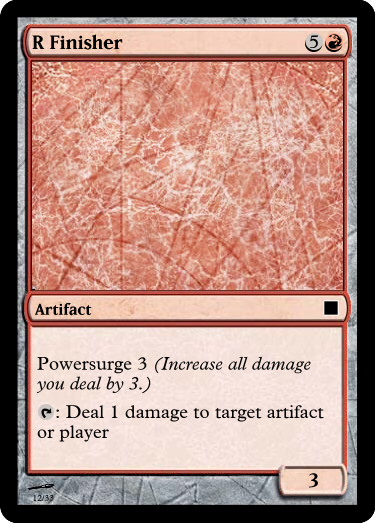 R Finisher 5
Artifact
Powersurge 3 (Increase all damage
you deal by 3.)
: Deal 1 damage to target artifact
or player
3
12/33